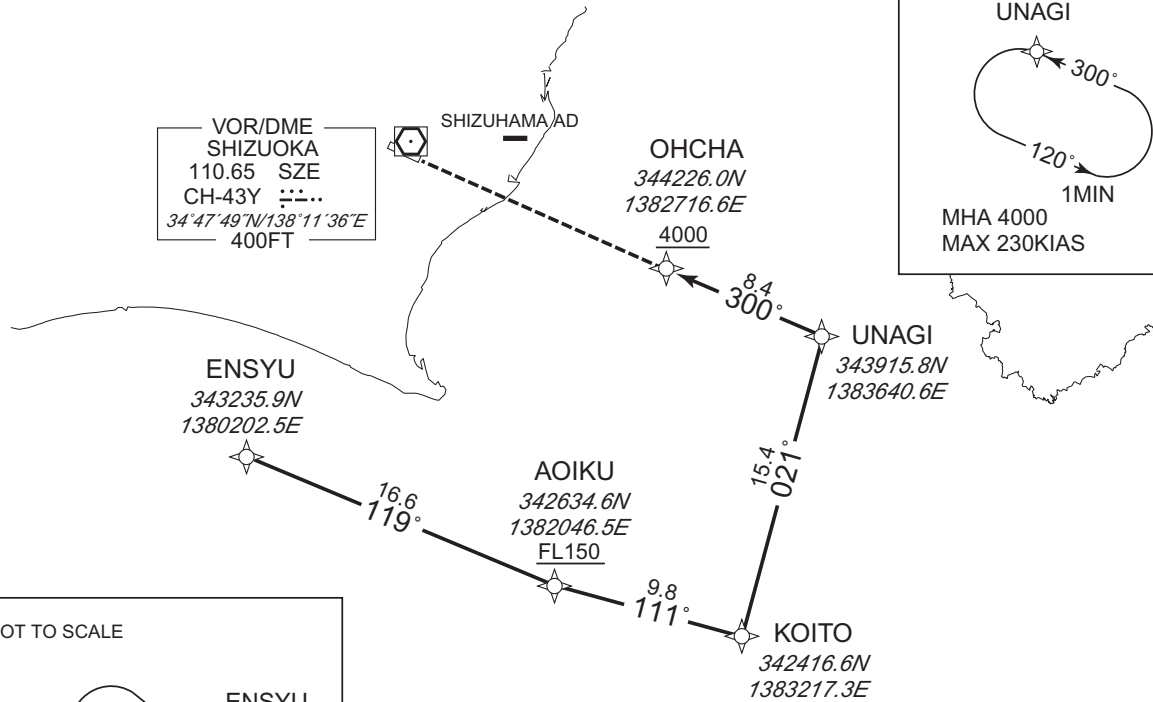 UNAGI
300°
120°
1MIN
MHA 4000
MAX 230KIAS
VOR/DME
SHIZUOKA
110.65 SZE
CH-43Y
34°47´49˝N/138°11´36˝E
400FT
SHIZUHAMA AD
OHCHA
344226.0N
1382716.6E
4000
8.4
300°
UNAGI
343915.8N
1383640.6E
ENSYU
343235.9N
1380202.5E
15.4
021°
AOIKU
342634.6N
1382046.5E
FL150
16.6
119°
9.8
111°
KOITO
342416.6N
1383217.3E
OT TO SCALE
ENSYU